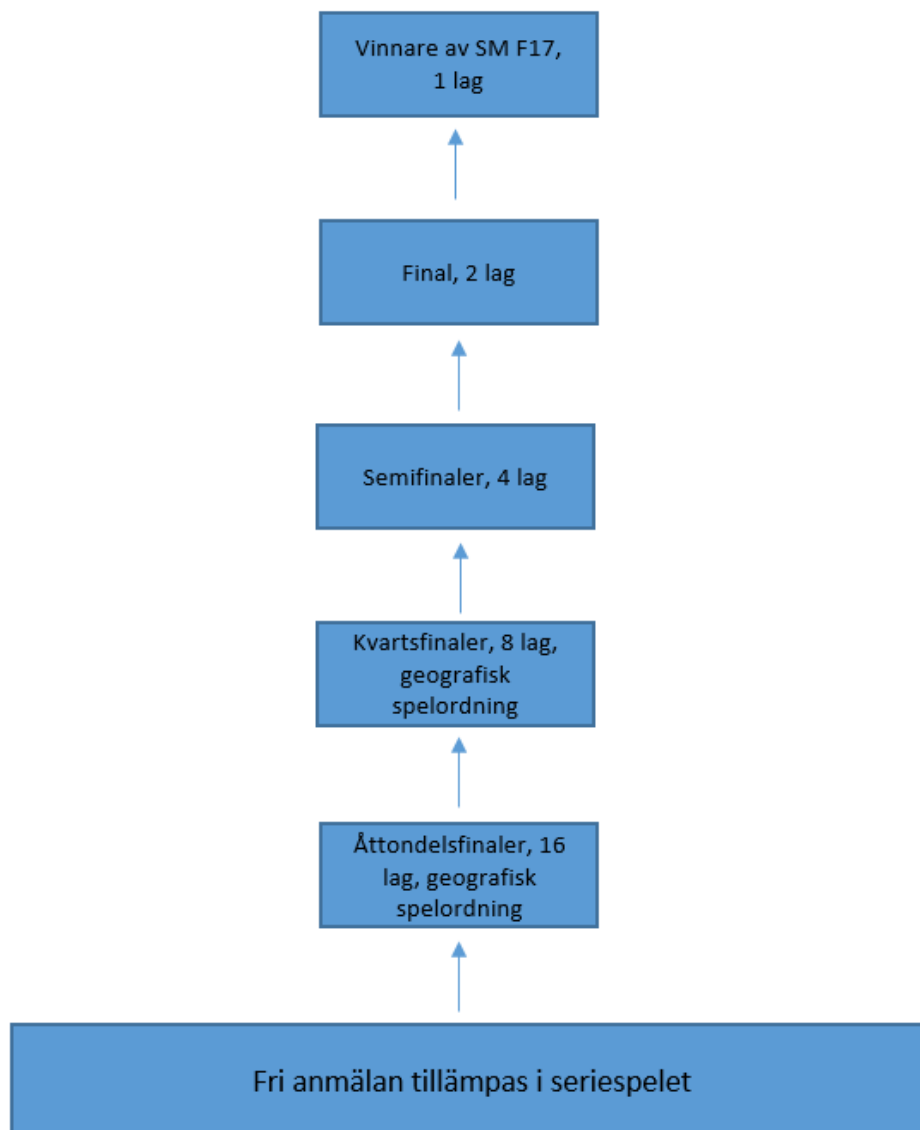 Vinnare av SM F17,
1 lag
Final, 2 lag
Semifinaler, 4 lag
Kvartsfinaler, 8 lag,
geografisk
spelordning
Åttondelsfinaler, 16
lag, geografisk
spelordning
Fri anmälan tillämpas i seriespelet